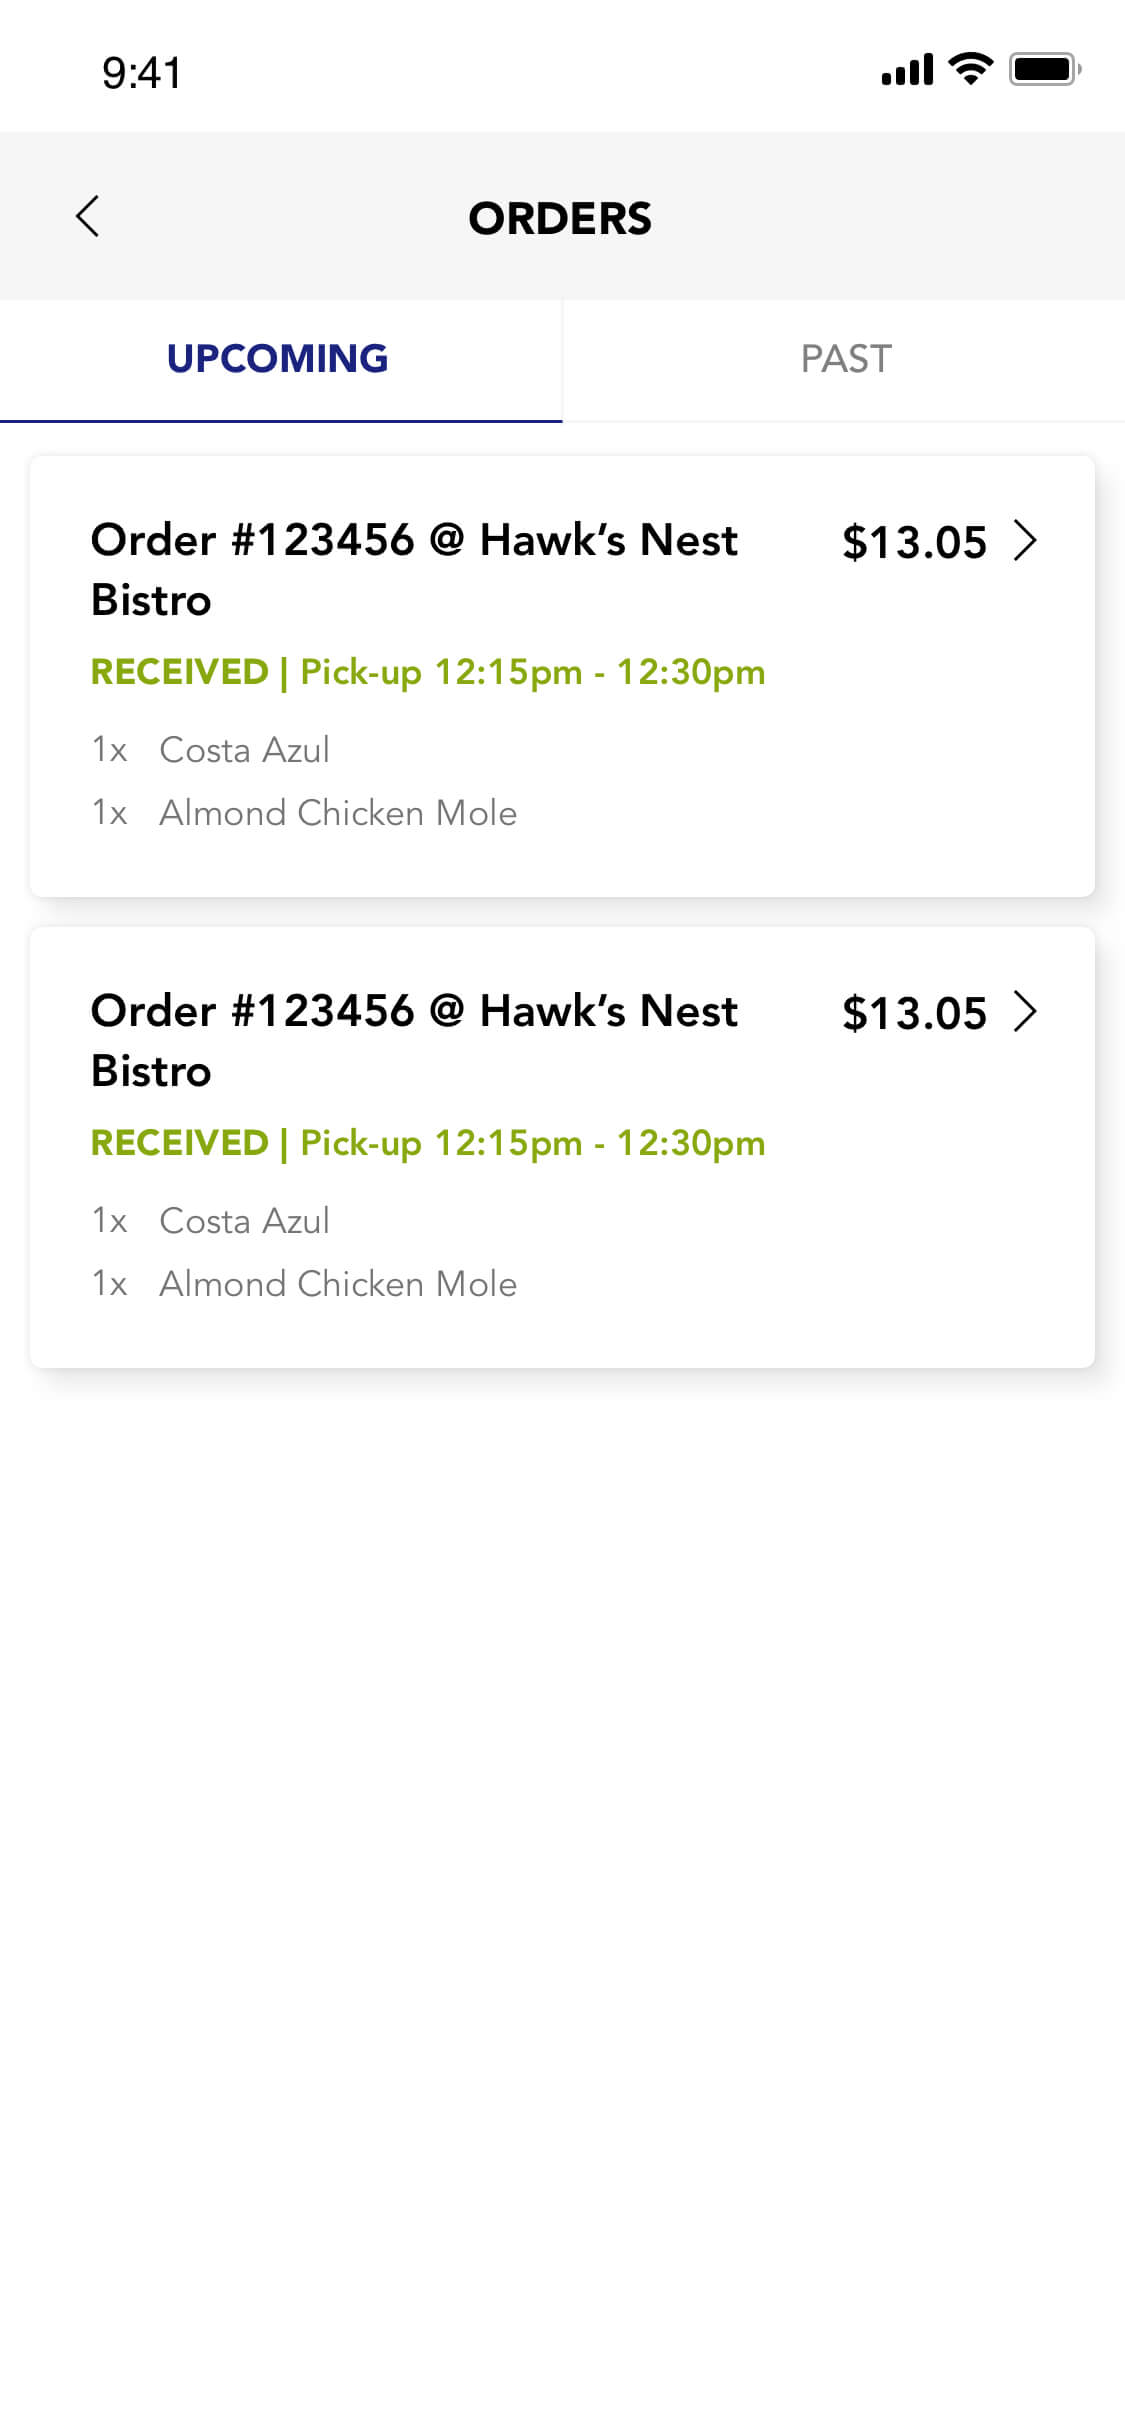 9:41
ORDERS
UPCOMING PAST
Order #123456 @ Hawk’s Nest $13.05
Bistro
RECEIVED | Pick-up 12:15pm - 12:30pm
1x Costa Azul
1x Almond Chicken Mole
Order #123456 @ Hawk’s Nest $13.05
Bistro
RECEIVED | Pick-up 12:15pm - 12:30pm
1x Costa Azul
1x Almond Chicken Mole